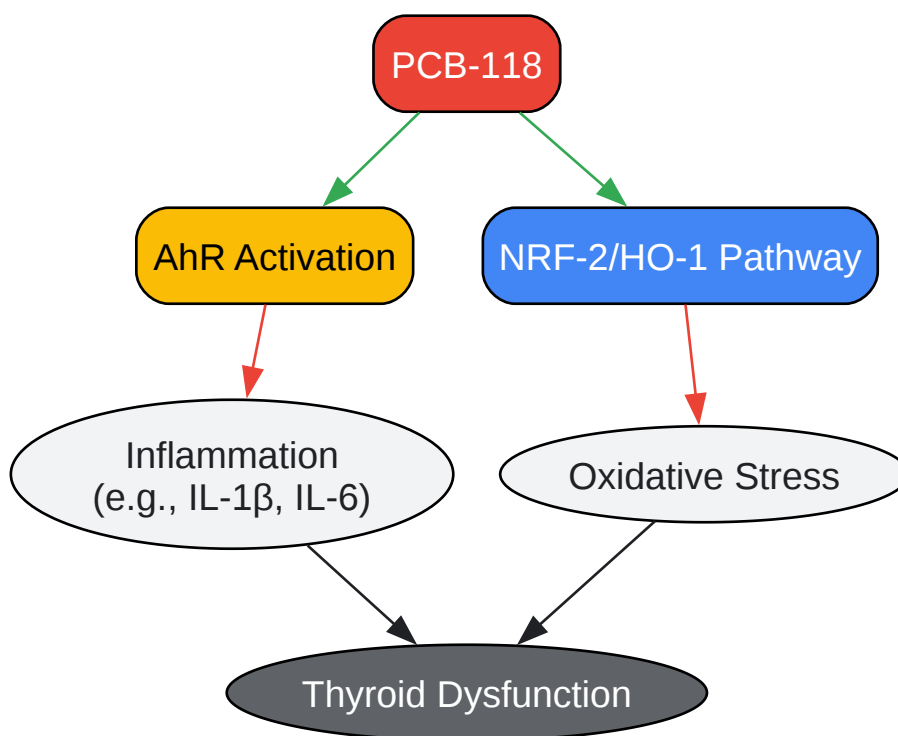 PCB-118
AhR Activation
NRF-2/HO-1 Pathway
Inflammation
(e.g., IL-1β, IL-6)
Oxidative Stress
Thyroid Dysfunction